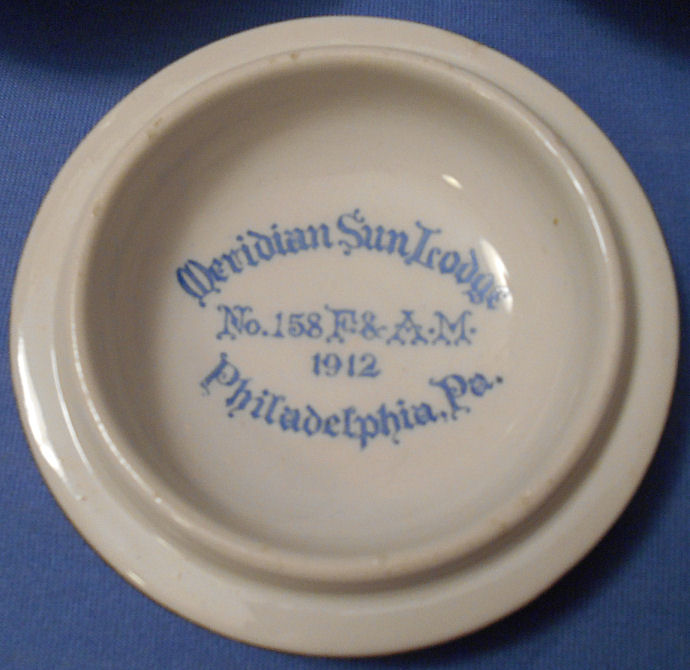 Meridian Sun Lodge
No. 158 F. & A. M.
1912
Philadelphia, Pa.